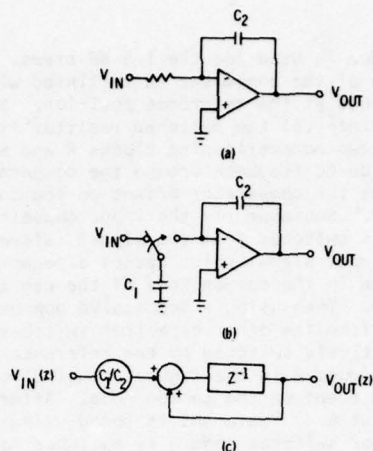 C2
VIN
-
+
VOUT
(a)
C2
VIN
-
+
VOUT
C1
(b)
VIN(z)
C1/C2
+
+
Z-1
VOUT(z)
(c)